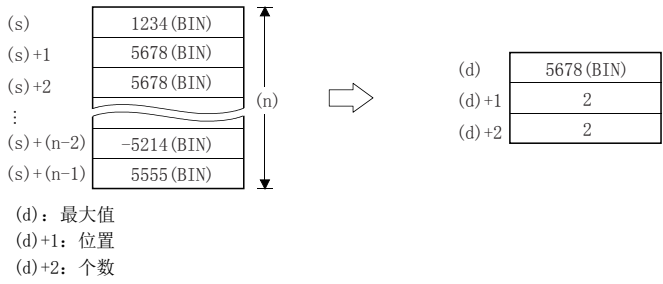 (s) 1234(BIN)
(s)+1 5678(BIN)
(s)+2 5678(BIN)
⋮
(s)+(n-2) -5214(BIN)
(s)+(n-1) 5555(BIN)
(n)
(d) 5678(BIN)
(d)+1 2
(d)+2 2
(d)：最大值
(d)+1：位置
(d)+2：个数